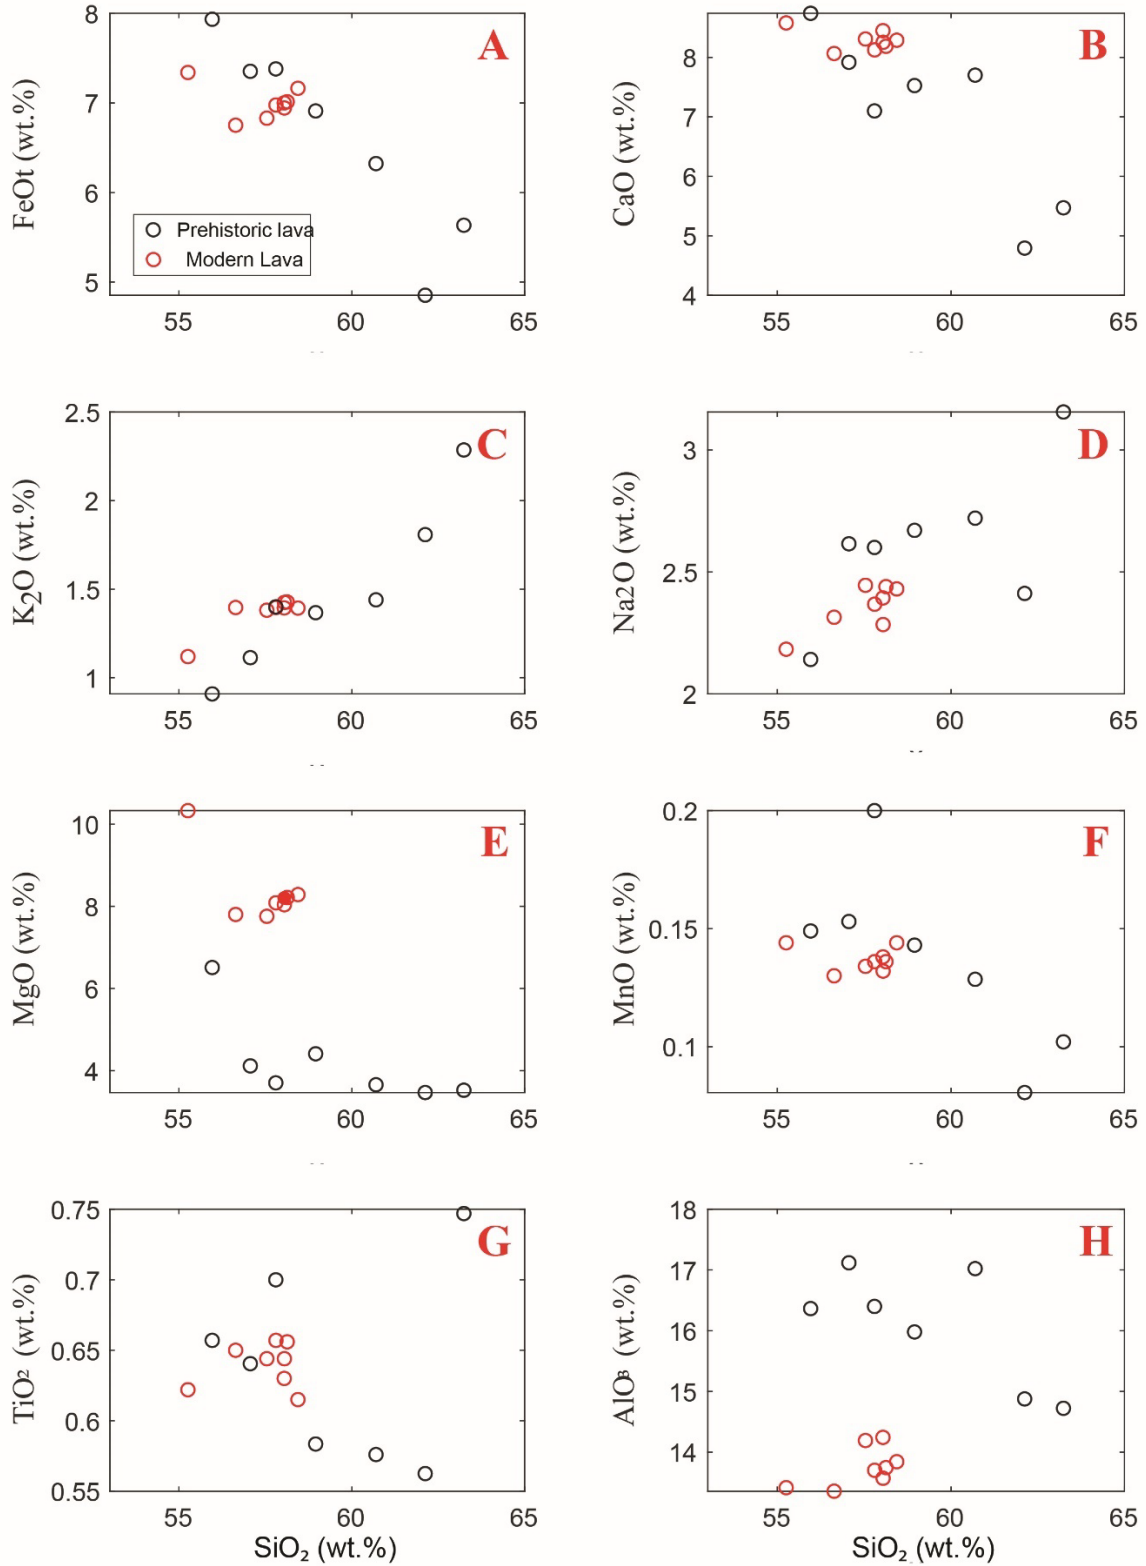 8
7
6
5
FeOt (wt.%)
A
Prehistoric lava
Modern Lava
55
60
65
8
7
6
5
4
CaO (wt.%)
B
55
60
65
2.5
2
1.5
1
K2O (wt.%)
C
55
60
65
3
2.5
2
Na2O (wt.%)
D
55
60
65
10
8
6
4
MgO (wt.%)
E
55
60
65
0.2
0.15
0.1
MnO (wt.%)
F
55
60
65
0.75
0.7
0.65
0.6
0.55
TiO2 (wt.%)
G
55
60
65
SiO2 (wt.%)
18
17
16
15
14
AlO3 (wt.%)
H
55
60
65
SiO2 (wt.%)